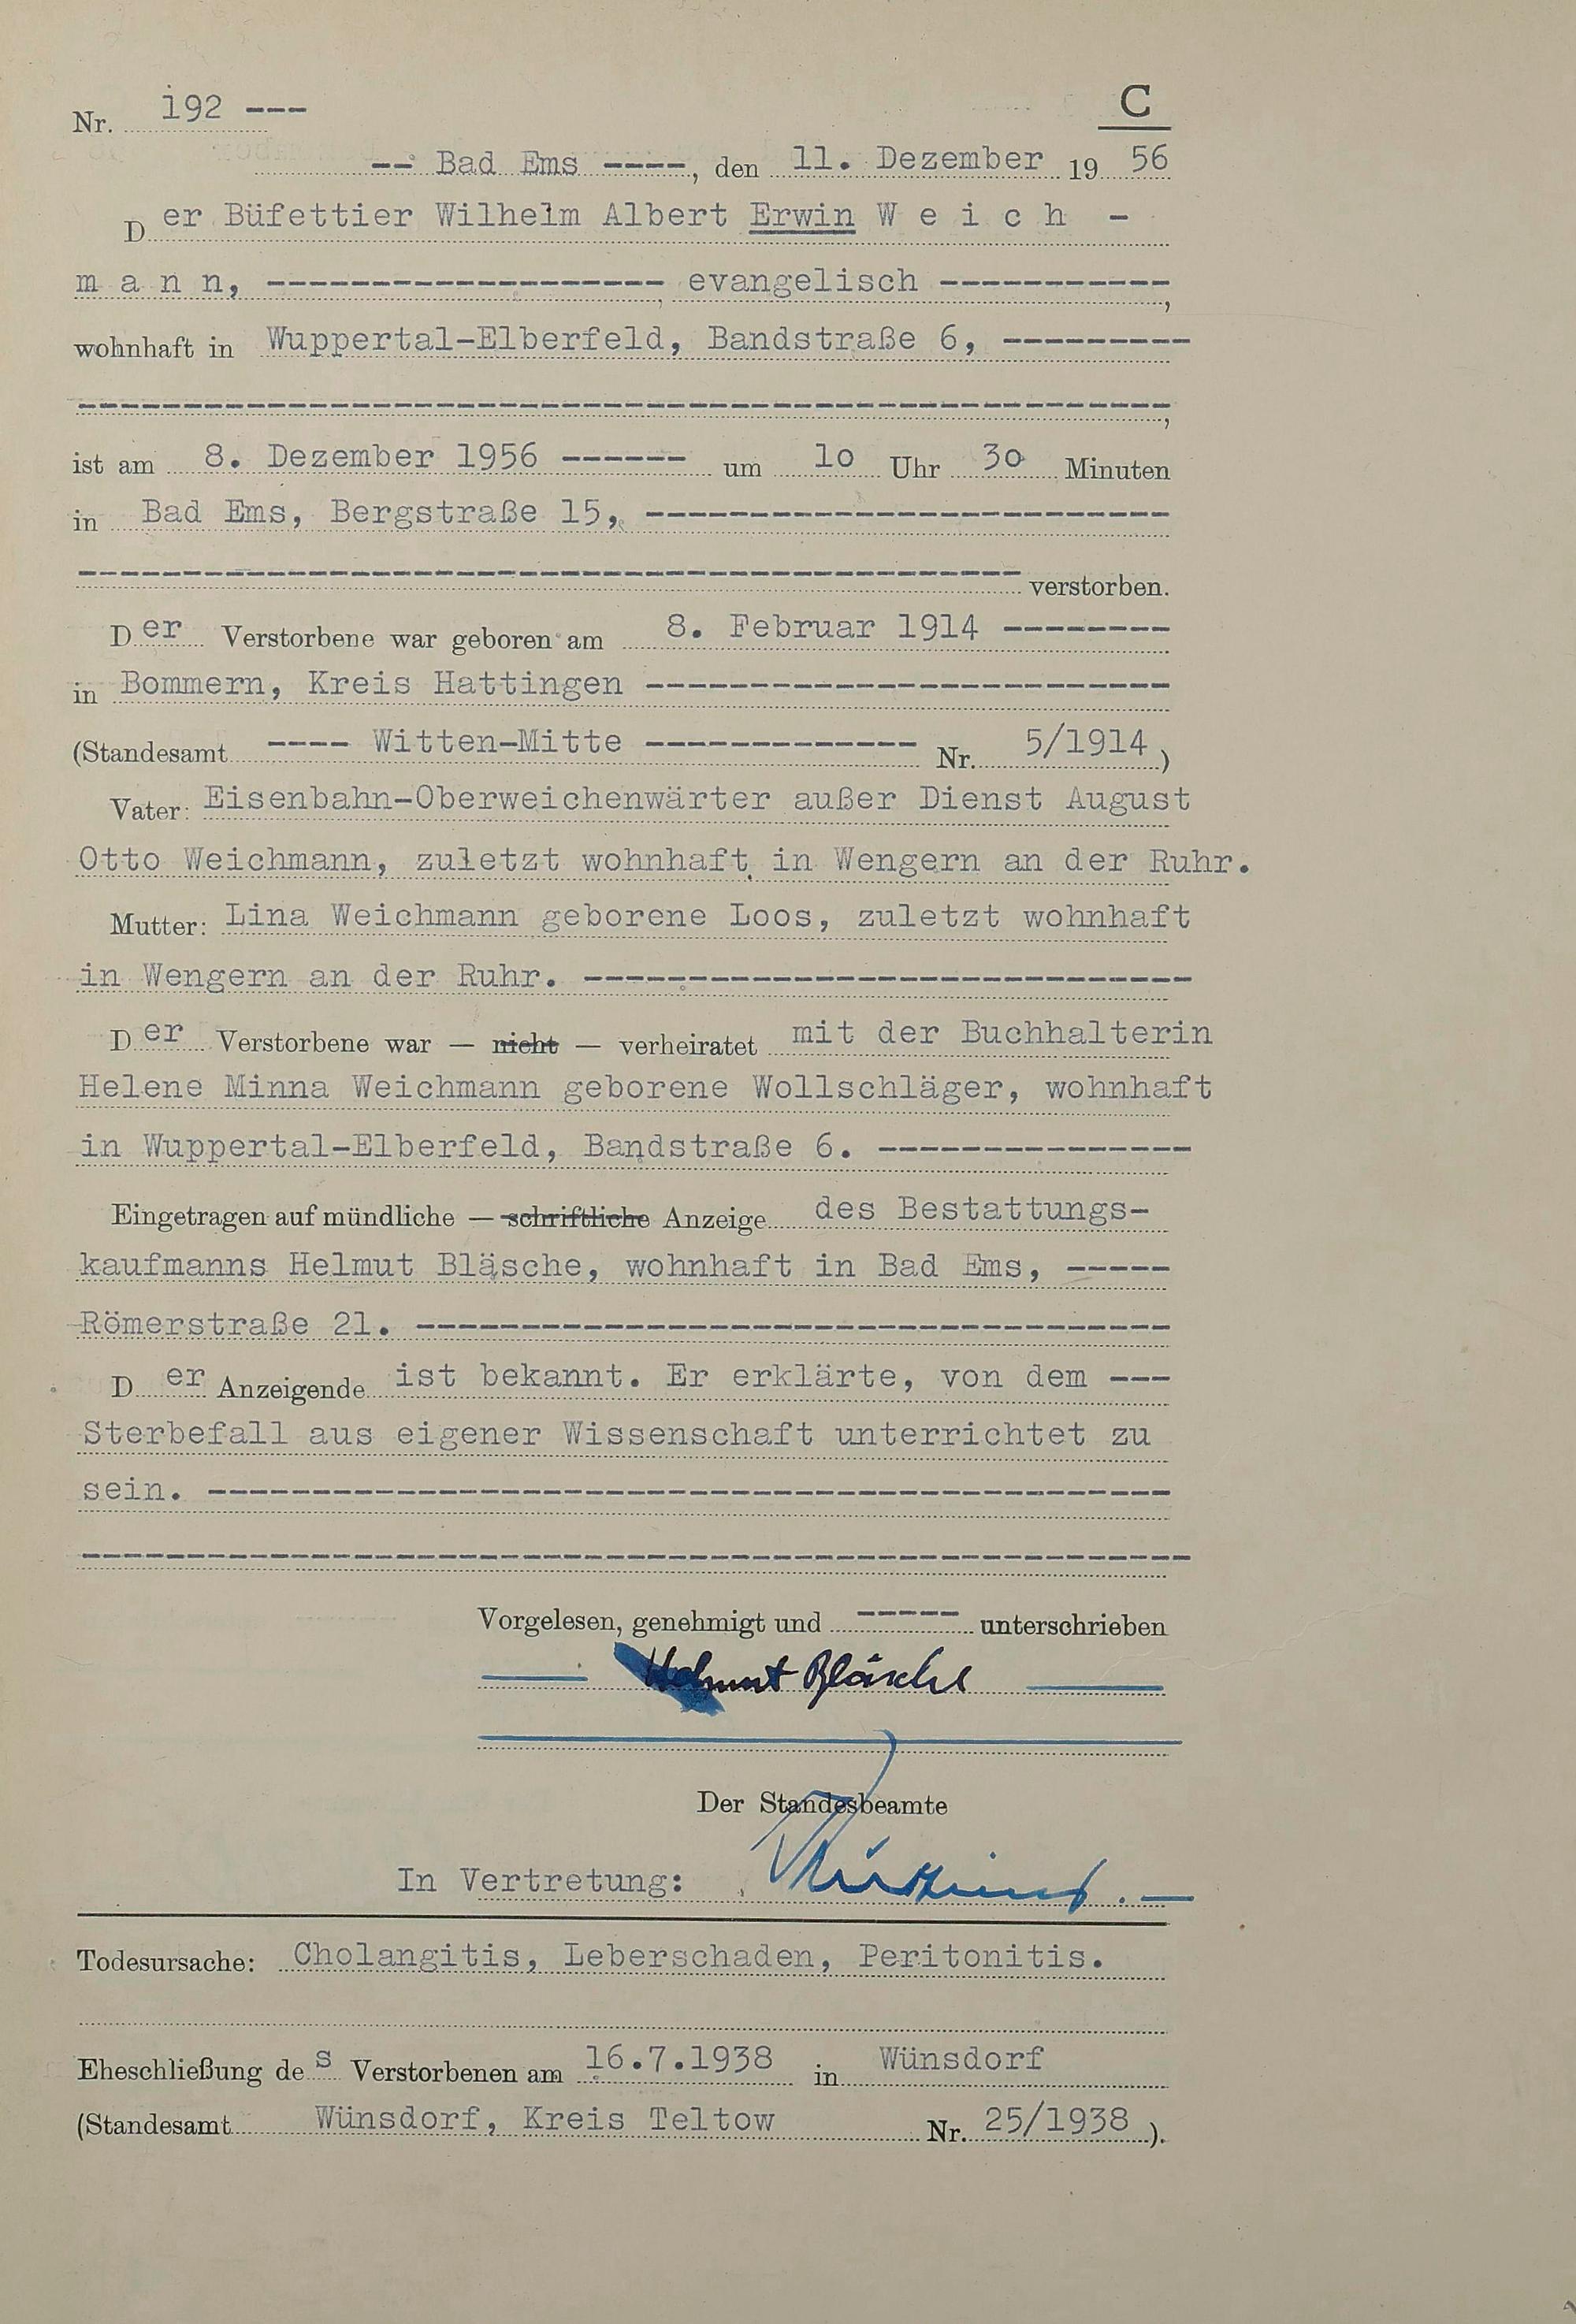 Nr. 192 --- C
-- Bad Ems ----, den 11. Dezember 1956
Der Büfettier Wilhelm Albert Erwin W e i c h -
m a n n, ------------------- evangelisch -----------,
wohnhaft in Wuppertal-Elberfeld, Bandstraße 6, ---------
----------------------------------------------------,
ist am 8. Dezember 1956 ------ um 10 Uhr 30 Minuten
in Bad Ems, Bergstraße 15, -------------------------
--------------------------------------------- verstorben.
Der Verstorbene war geboren am 8. Februar 1914 --------
in Bommern, Kreis Hattingen -------------------------
(Standesamt ---- Witten-Mitte ------------- Nr. 5/1914)
Vater: Eisenbahn-Oberweichenwärter außer Dienst August
Otto Weichmann, zuletzt wohnhaft in Wengern an der Ruhr.
Mutter: Lina Weichmann geborene Loos, zuletzt wohnhaft
in Wengern an der Ruhr. -----------------------------
Der Verstorbene war — nicht — verheiratet mit der Buchhalterin
Helene Minna Weichmann geborene Wollschläger, wohnhaft
in Wuppertal-Elberfeld, Bandstraße 6. ---------------
Eingetragen auf mündliche — schriftliche Anzeige des Bestattungs-
kaufmanns Helmut Bläsche, wohnhaft in Bad Ems, -----
Römerstraße 21. ------------------------------------
Der Anzeigende ist bekannt. Er erklärte, von dem ---
Sterbefall aus eigener Wissenschaft unterrichtet zu
sein. ----------------------------------------------
-----------------------------------------------------
Vorgelesen, genehmigt und ----- unterschrieben
Helmut Bläsche
Der Standesbeamte
In Vertretung:
Todesursache: Cholangitis, Leberschaden, Peritonitis.
Eheschließung des Verstorbenen am 16.7.1938 in Wünsdorf
(Standesamt Wünsdorf, Kreis Teltow Nr. 25/1938).